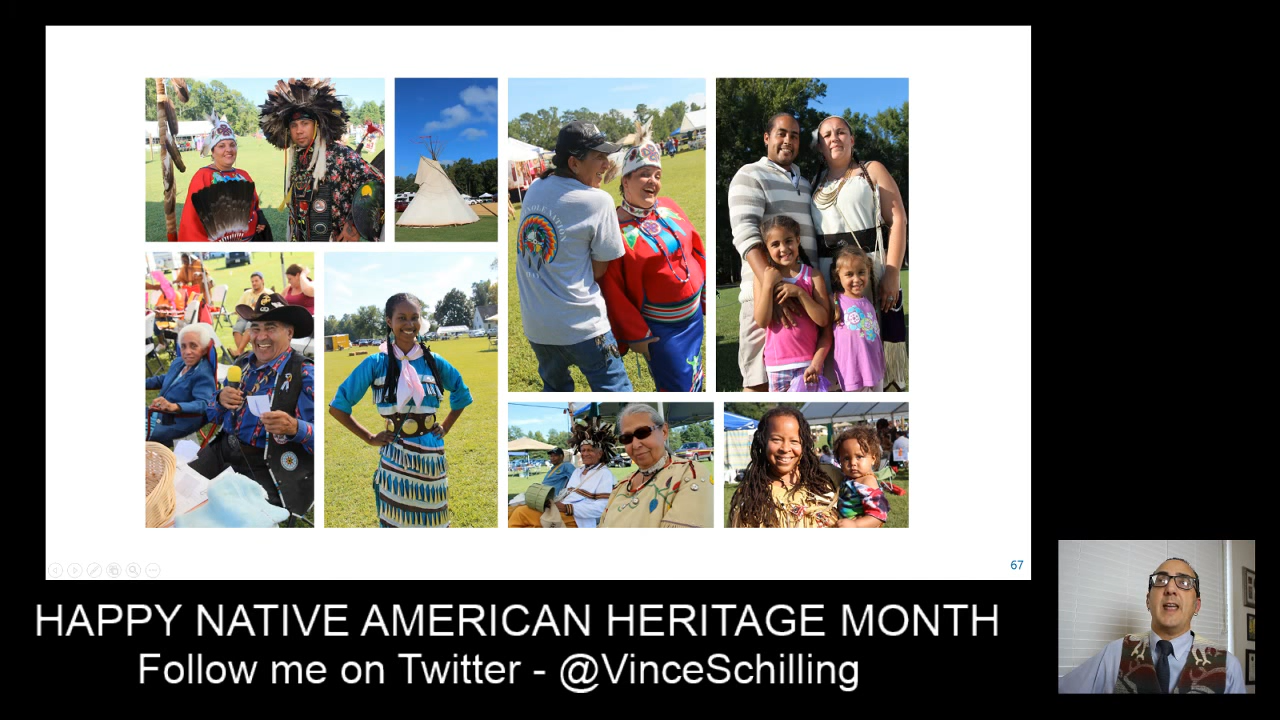 67
HAPPY NATIVE AMERICAN HERITAGE MONTH
Follow me on Twitter - @VinceSchilling